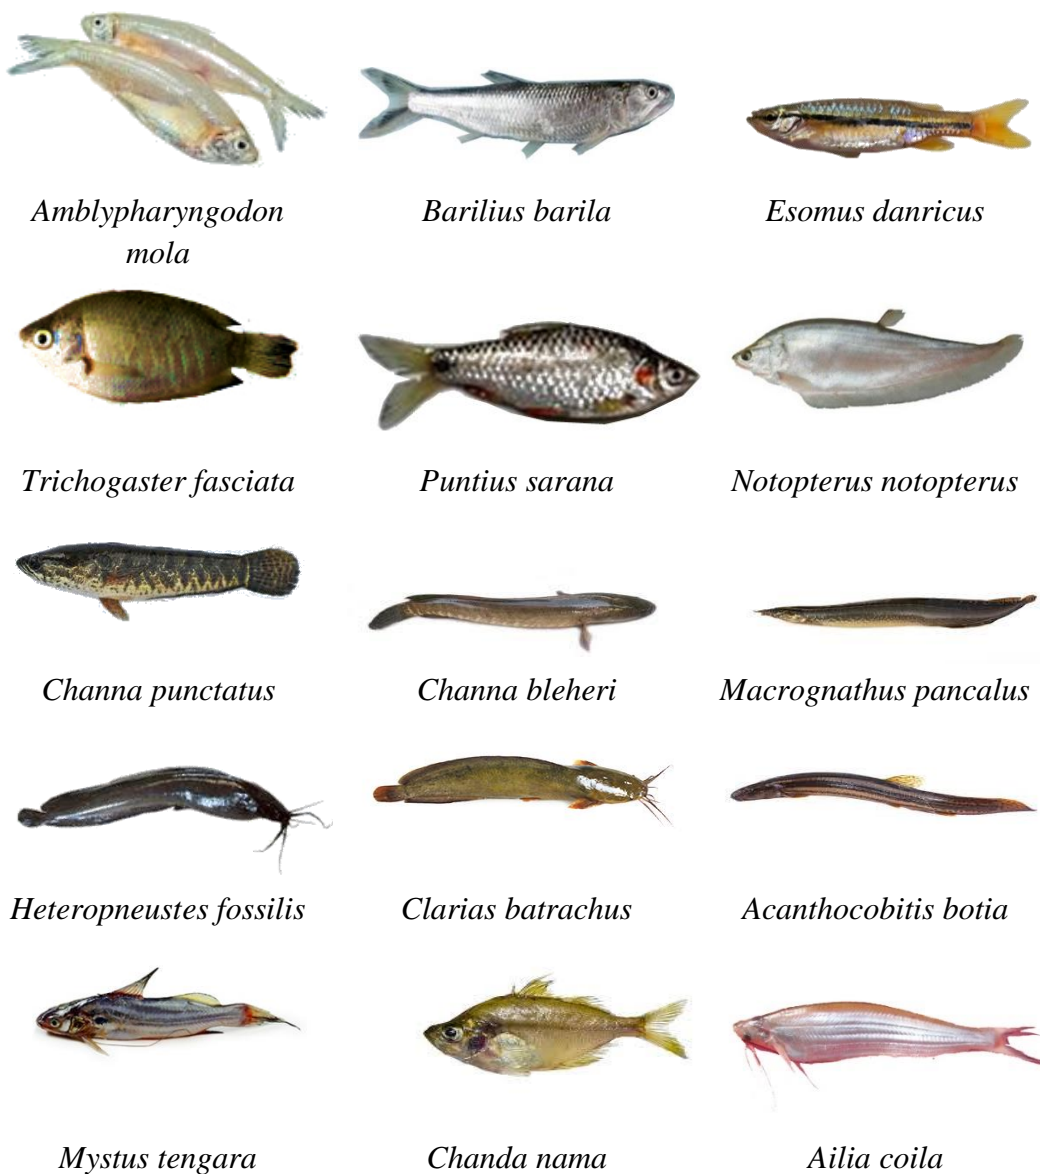 Amblypharyngodon
mola
Barilius barila
Esomus danricus
Trichogaster fasciata
Puntius sarana
Notopterus notopterus
Channa punctatus
Channa bleheri
Macrognathus pancalus
Heteropneustes fossilis
Clarias batrachus
Acanthocobitis botia
Mystus tengara
Chanda nama
Ailia coila